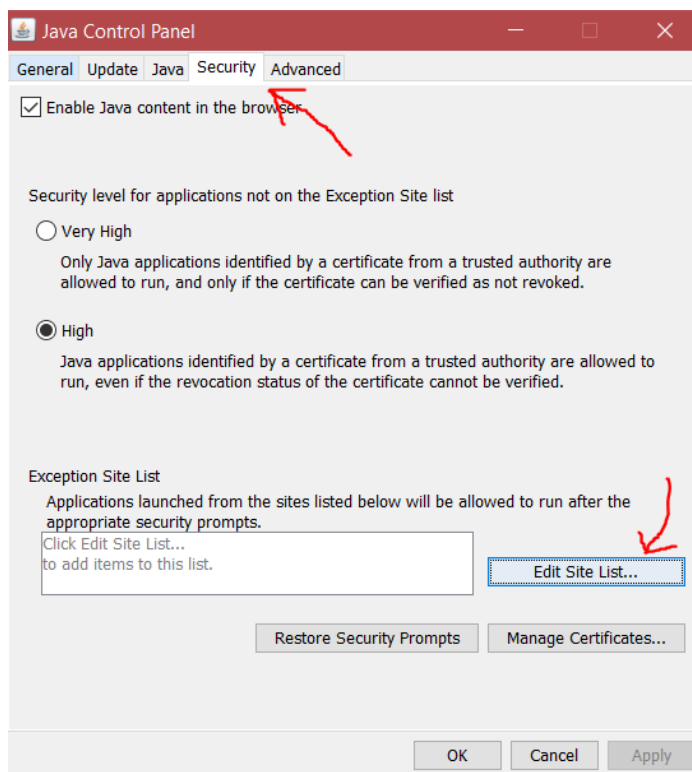 Java Control Panel
General Update Java Security Advanced
Enable Java content in the browser
Security level for applications not on the Exception Site list
Very High
Only Java applications identified by a certificate from a trusted authority are
allowed to run, and only if the certificate can be verified as not revoked.
High
Java applications identified by a certificate from a trusted authority are allowed to
run, even if the revocation status of the certificate cannot be verified.
Exception Site List
Applications launched from the sites listed below will be allowed to run after the
appropriate security prompts.
Click Edit Site List...
to add items to this list.
Edit Site List...
Restore Security Prompts Manage Certificates...
OK Cancel Apply